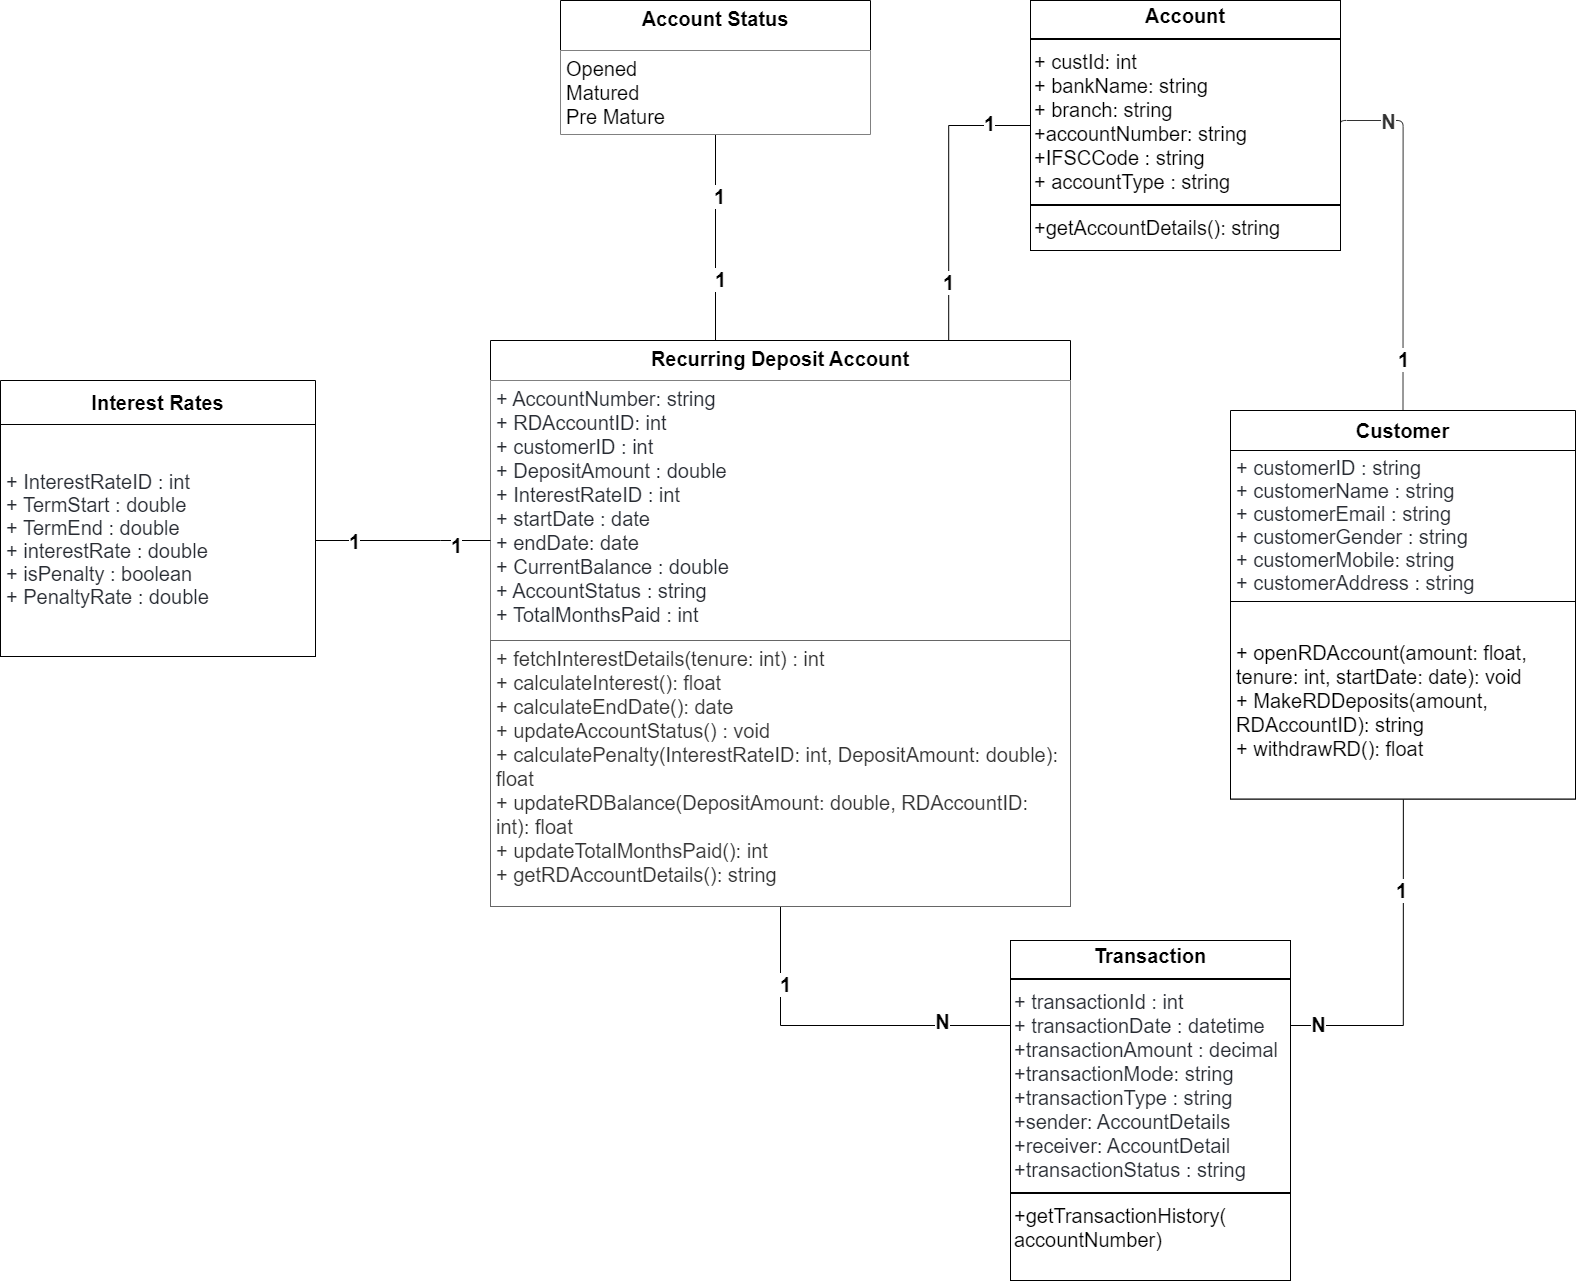 Account Status
Opened
Matured
Pre Mature
Account
+ custId: int
+ bankName: string
+ branch: string
+accountNumber: string
+IFSCCode : string
+ accountType : string
+getAccountDetails(): string
1
N
1
1
1
1
Recurring Deposit Account
+ AccountNumber: string
+ RDAccountID: int
+ customerID : int
+ DepositAmount : double
+ InterestRateID : int
+ startDate : date
+ endDate: date
+ CurrentBalance : double
+ AccountStatus : string
+ TotalMonthsPaid : int
+ fetchInterestDetails(tenure: int) : int
+ calculateInterest(): float
+ calculateEndDate(): date
+ updateAccountStatus() : void
+ calculatePenalty(InterestRateID: int, DepositAmount: double):
float
+ updateRDBalance(DepositAmount: double, RDAccountID:
int): float
+ updateTotalMonthsPaid(): int
+ getRDAccountDetails(): string
Interest Rates
+ InterestRateID : int
+ TermStart : double
+ TermEnd : double
+ interestRate : double
+ isPenalty : boolean
+ PenaltyRate : double
1
1
Customer
+ customerID : string
+ customerName : string
+ customerEmail : string
+ customerGender : string
+ customerMobile: string
+ customerAddress : string
+ openRDAccount(amount: float,
tenure: int, startDate: date): void
+ MakeRDDeposits(amount,
RDAccountID): string
+ withdrawRD(): float
1
1
N
N
Transaction
+ transactionId : int
+ transactionDate : datetime
+transactionAmount : decimal
+transactionMode: string
+transactionType : string
+sender: AccountDetails
+receiver: AccountDetail
+transactionStatus : string
+getTransactionHistory(
accountNumber)